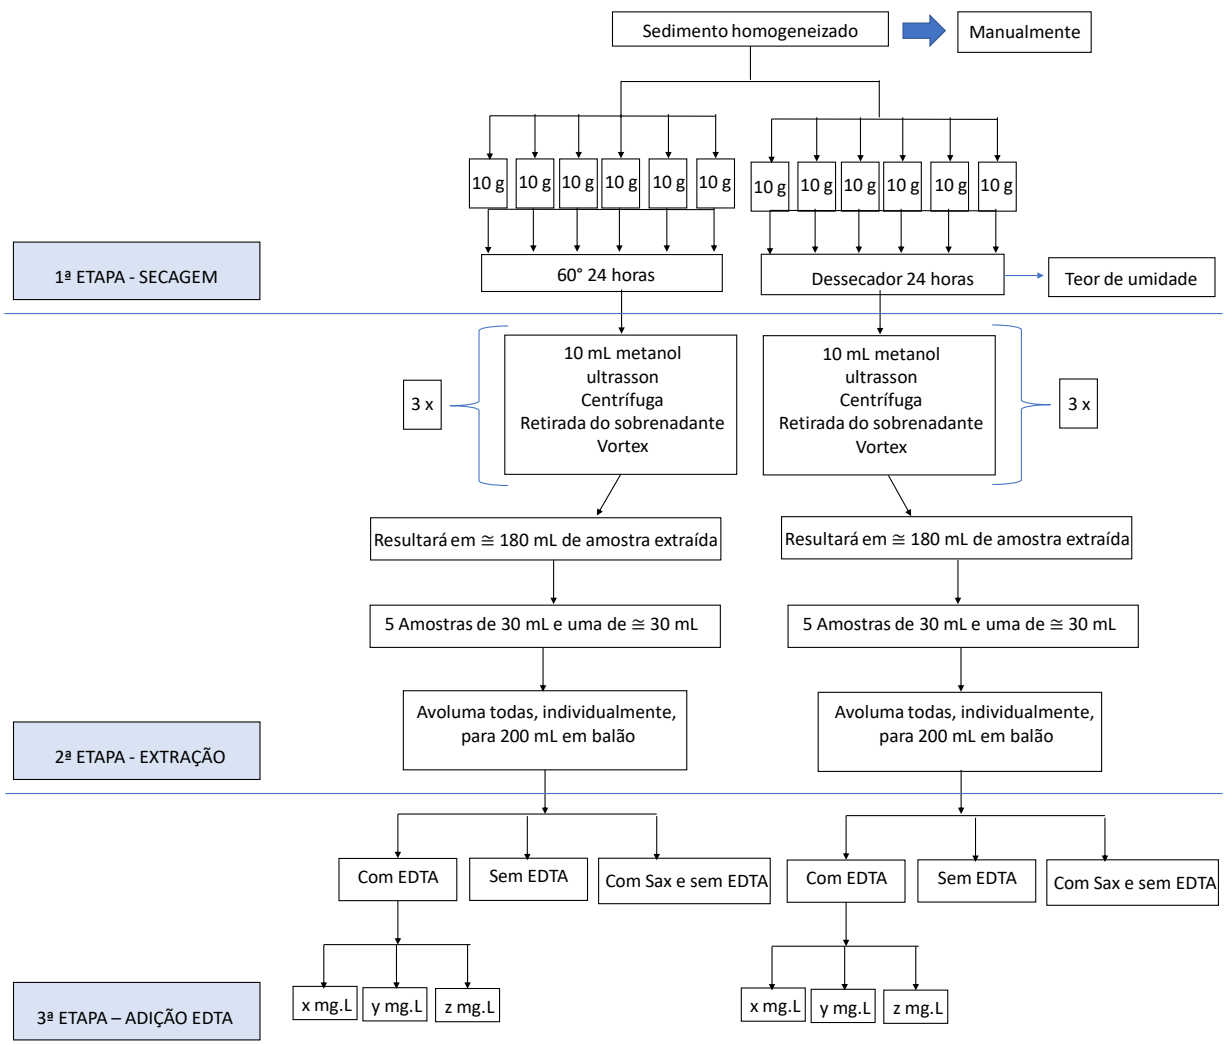 Sedimento homogeneizado
Manualmente
10 g
10 g
10 g
10 g
10 g
10 g
10 g
10 g
10 g
10 g
10 g
10 g
1ª ETAPA - SECAGEM
60° 24 horas
Dessecador 24 horas
Teor de umidade
3 x
10 mL metanol
ultrasson
Centrífuga
Retirada do sobrenadante
Vortex
10 mL metanol
ultrasson
Centrífuga
Retirada do sobrenadante
Vortex
3 x
Resultará em ≅ 180 mL de amostra extraída
Resultará em ≅ 180 mL de amostra extraída
5 Amostras de 30 mL e uma de ≅ 30 mL
5 Amostras de 30 mL e uma de ≅ 30 mL
2ª ETAPA - EXTRAÇÃO
Avoluma todas, individualmente,
para 200 mL em balão
Avoluma todas, individualmente,
para 200 mL em balão
Com EDTA
Sem EDTA
Com Sax e sem EDTA
Com EDTA
Sem EDTA
Com Sax e sem EDTA
3ª ETAPA – ADIÇÃO EDTA
x mg.L
y mg.L
z mg.L
x mg.L
y mg.L
z mg.L